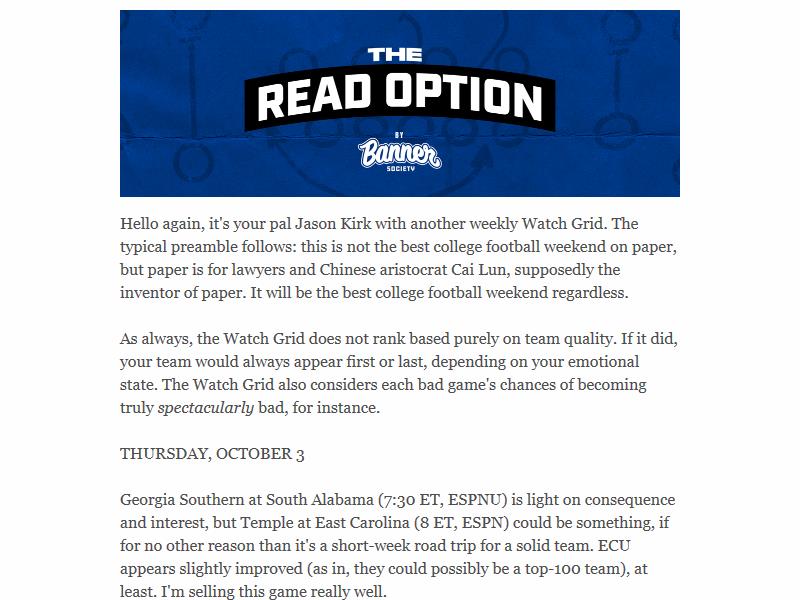 THE
READ OPTION
BY
Banner
SOCIETY
Hello again, it's your pal Jason Kirk with another weekly Watch Grid. The
typical preamble follows: this is not the best college football weekend on paper,
but paper is for lawyers and Chinese aristocrat Cai Lun, supposedly the
inventor of paper. It will be the best college football weekend regardless.
As always, the Watch Grid does not rank based purely on team quality. If it did,
your team would always appear first or last, depending on your emotional
state. The Watch Grid also considers each bad game's chances of becoming
truly spectacularly bad, for instance.
THURSDAY, OCTOBER 3
Georgia Southern at South Alabama (7:30 ET, ESPNU) is light on consequence
and interest, but Temple at East Carolina (8 ET, ESPN) could be something, if
for no other reason than it's a short-week road trip for a solid team. ECU
appears slightly improved (as in, they could possibly be a top-100 team), at
least. I'm selling this game really well.